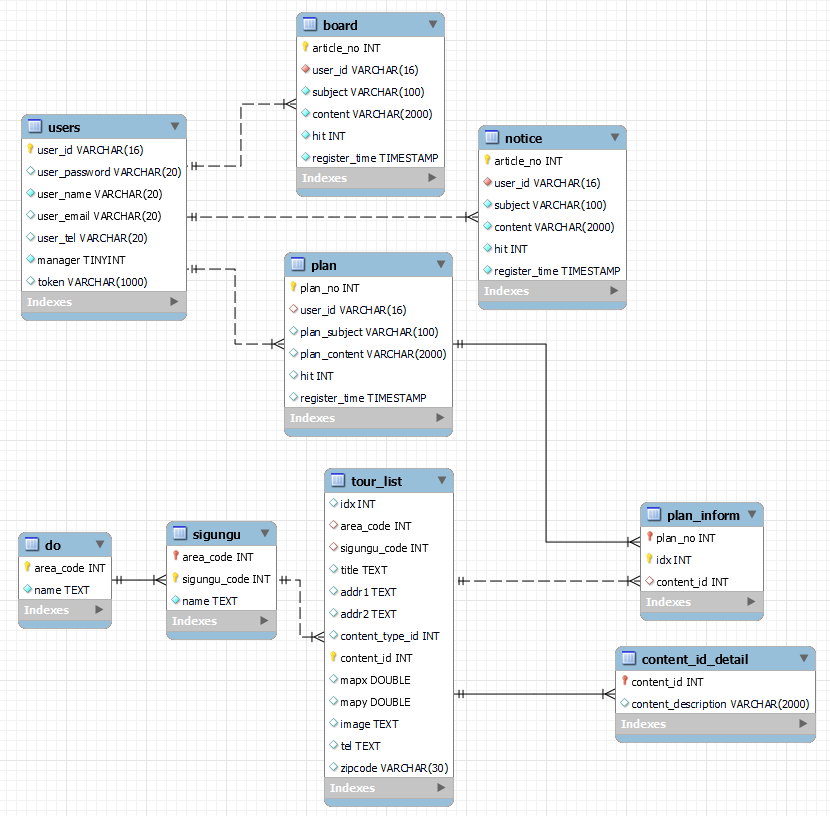 board
article_no INT
user_id VARCHAR(16)
subject VARCHAR(100)
content VARCHAR(2000)
hit INT
register_time TIMESTAMP
Indexes
users
user_id VARCHAR(16)
user_password VARCHAR(20)
user_name VARCHAR(20)
user_email VARCHAR(20)
user_tel VARCHAR(20)
manager TINYINT
token VARCHAR(1000)
Indexes
notice
article_no INT
user_id VARCHAR(16)
subject VARCHAR(100)
content VARCHAR(2000)
hit INT
register_time TIMESTAMP
Indexes
plan
plan_no INT
user_id VARCHAR(16)
plan_subject VARCHAR(100)
plan_content VARCHAR(2000)
hit INT
register_time TIMESTAMP
Indexes
tour_list
idx INT
area_code INT
sigungu_code INT
title TEXT
addr1 TEXT
addr2 TEXT
content_type_id INT
content_id INT
mapx DOUBLE
mapy DOUBLE
image TEXT
tel TEXT
zipcode VARCHAR(30)
Indexes
do
area_code INT
name TEXT
Indexes
sigungu
area_code INT
sigungu_code INT
name TEXT
Indexes
plan_inform
plan_no INT
idx INT
content_id INT
Indexes
content_id_detail
content_id INT
content_description VARCHAR(2000)
Indexes